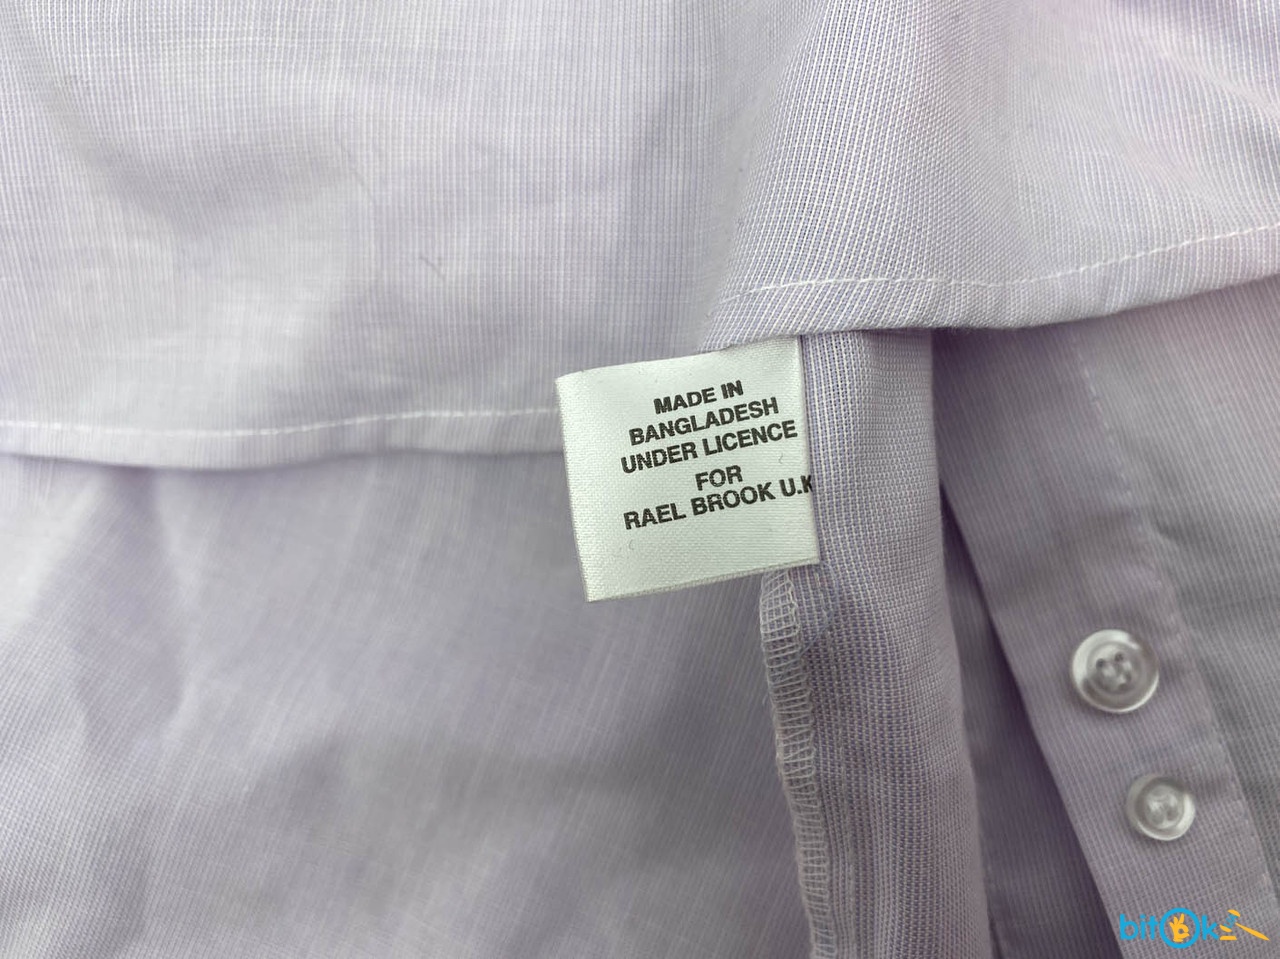 MADE IN
BANGLADESH
UNDER LICENCE
FOR
RAEL BROOK U.K
bitOk